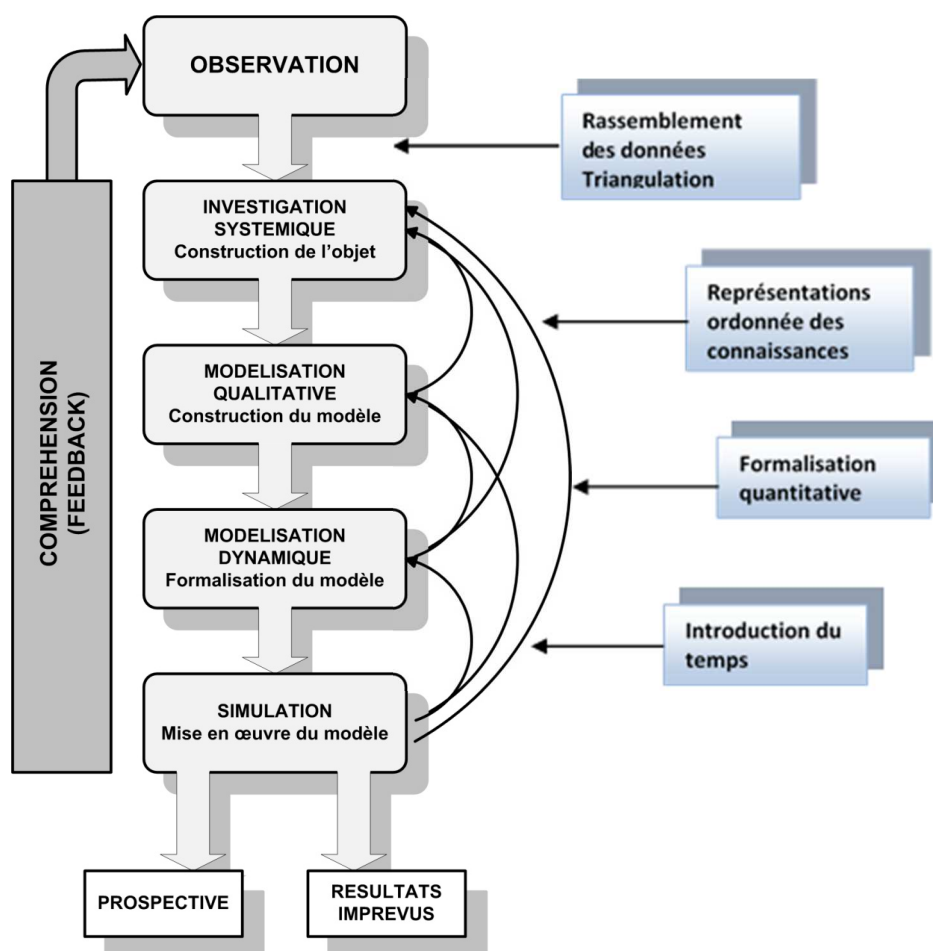 OBSERVATION
Rassemblement
des données
Triangulation
INVESTIGATION
SYSTEMIQUE
Construction de l'objet
Représentations
ordonnée des
connaissances
MODELISATION
QUALITATIVE
Construction du modèle
Formalisation
quantitative
MODELISATION
DYNAMIQUE
Formalisation du modèle
Introduction du
temps
SIMULATION
Mise en œuvre du modèle
COMPREHENSION
(FEEDBACK)
PROSPECTIVE
RESULTATS
IMPREVUS